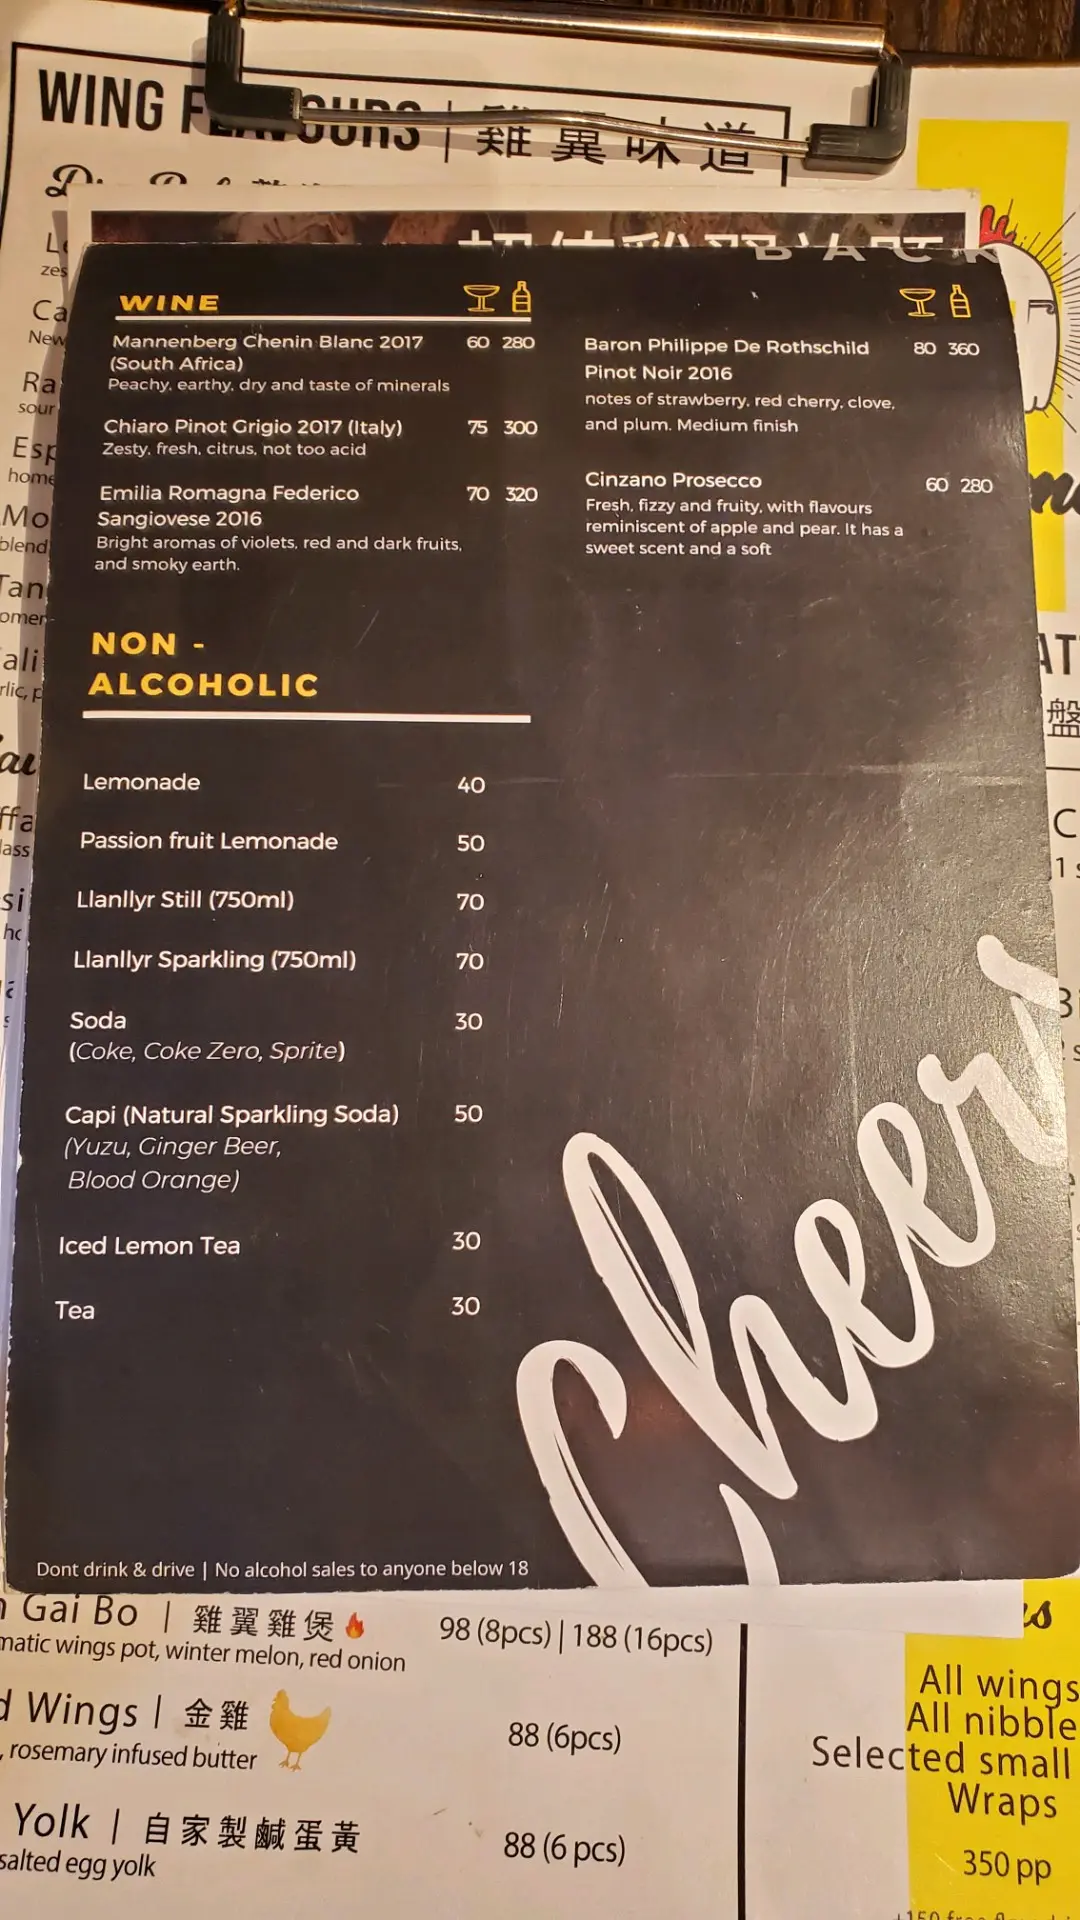 WING FLAVOURS | 雞翼味道
BACK
WINE
Mannenberg Chenin Blanc 2017 60 280
(South Africa)
Peachy, earthy, dry and taste of minerals
Chiaro Pinot Grigio 2017 (Italy) 75 300
Zesty, fresh, citrus, not too acid
Emilia Romagna Federico 70 320
Sangiovese 2016
Bright aromas of violets, red and dark fruits,
and smoky earth.
Baron Philippe De Rothschild 80 360
Pinot Noir 2016
notes of strawberry, red cherry, clove,
and plum. Medium finish
Cinzano Prosecco 60 280
Fresh, fizzy and fruity, with flavours
reminiscent of apple and pear. It has a
sweet scent and a soft
NON -
ALCOHOLIC
Lemonade 40
Passion fruit Lemonade 50
Llanllyr Still (750ml) 70
Llanllyr Sparkling (750ml) 70
Soda 30
(Coke, Coke Zero, Sprite)
Capi (Natural Sparkling Soda) 50
(Yuzu, Ginger Beer,
Blood Orange)
Iced Lemon Tea 30
Tea 30
Cheers
Dont drink & drive | No alcohol sales to anyone below 18
Gai Bo | 雞翼雞煲 98 (8pcs) | 188 (16pcs)
matic wings pot, winter melon, red onion
d Wings | 金雞 88 (6pcs)
, rosemary infused butter
Yolk | 自家製鹹蛋黃 88 (6 pcs)
salted egg yolk
All wings
All nibble
Selected small
Wraps
350 pp